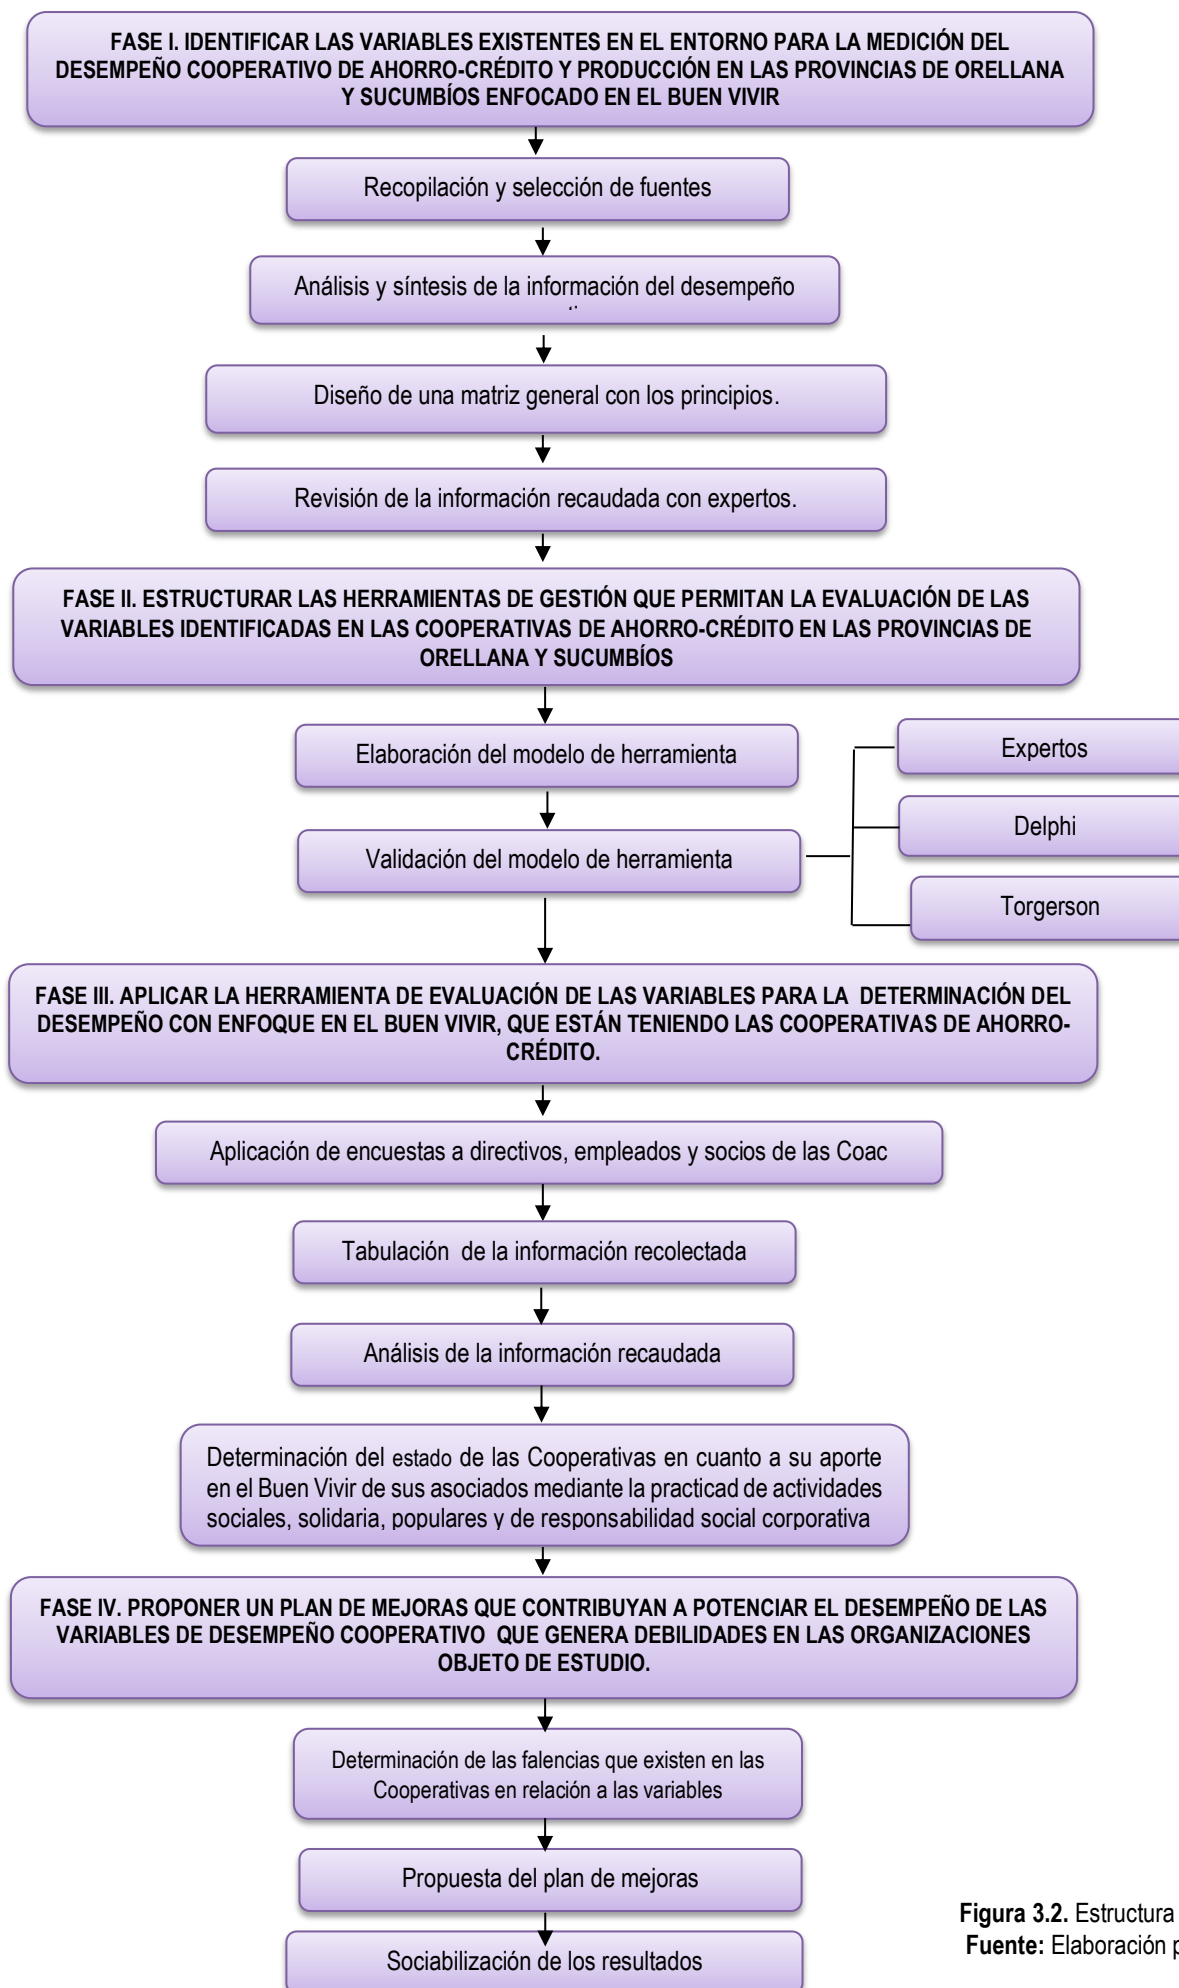 FASE I. IDENTIFICAR LAS VARIABLES EXISTENTES EN EL ENTORNO PARA LA MEDICIÓN DEL
DESEMPEÑO COOPERATIVO DE AHORRO-CRÉDITO Y PRODUCCIÓN EN LAS PROVINCIAS DE ORELLANA
Y SUCUMBÍOS ENFOCADO EN EL BUEN VIVIR
Recopilación y selección de fuentes
Análisis y síntesis de la información del desempeño
Diseño de una matriz general con los principios.
Revisión de la información recaudada con expertos.
FASE II. ESTRUCTURAR LAS HERRAMIENTAS DE GESTIÓN QUE PERMITAN LA EVALUACIÓN DE LAS
VARIABLES IDENTIFICADAS EN LAS COOPERATIVAS DE AHORRO-CRÉDITO EN LAS PROVINCIAS DE
ORELLANA Y SUCUMBÍOS
Elaboración del modelo de herramienta
Validación del modelo de herramienta
Expertos
Delphi
Torgerson
FASE III. APLICAR LA HERRAMIENTA DE EVALUACIÓN DE LAS VARIABLES PARA LA DETERMINACIÓN DEL
DESEMPEÑO CON ENFOQUE EN EL BUEN VIVIR, QUE ESTÁN TENIENDO LAS COOPERATIVAS DE AHORRO-
CRÉDITO.
Aplicación de encuestas a directivos, empleados y socios de las Coac
Tabulación de la información recolectada
Análisis de la información recaudada
Determinación del estado de las Cooperativas en cuanto a su aporte
en el Buen Vivir de sus asociados mediante la practicad de actividades
sociales, solidaria, populares y de responsabilidad social corporativa
FASE IV. PROPONER UN PLAN DE MEJORAS QUE CONTRIBUYAN A POTENCIAR EL DESEMPEÑO DE LAS
VARIABLES DE DESEMPEÑO COOPERATIVO QUE GENERA DEBILIDADES EN LAS ORGANIZACIONES
OBJETO DE ESTUDIO.
Determinación de las falencias que existen en las
Cooperativas en relación a las variables
Propuesta del plan de mejoras
Sociabilización de los resultados
Figura 3.2. Estructura
Fuente: Elaboración